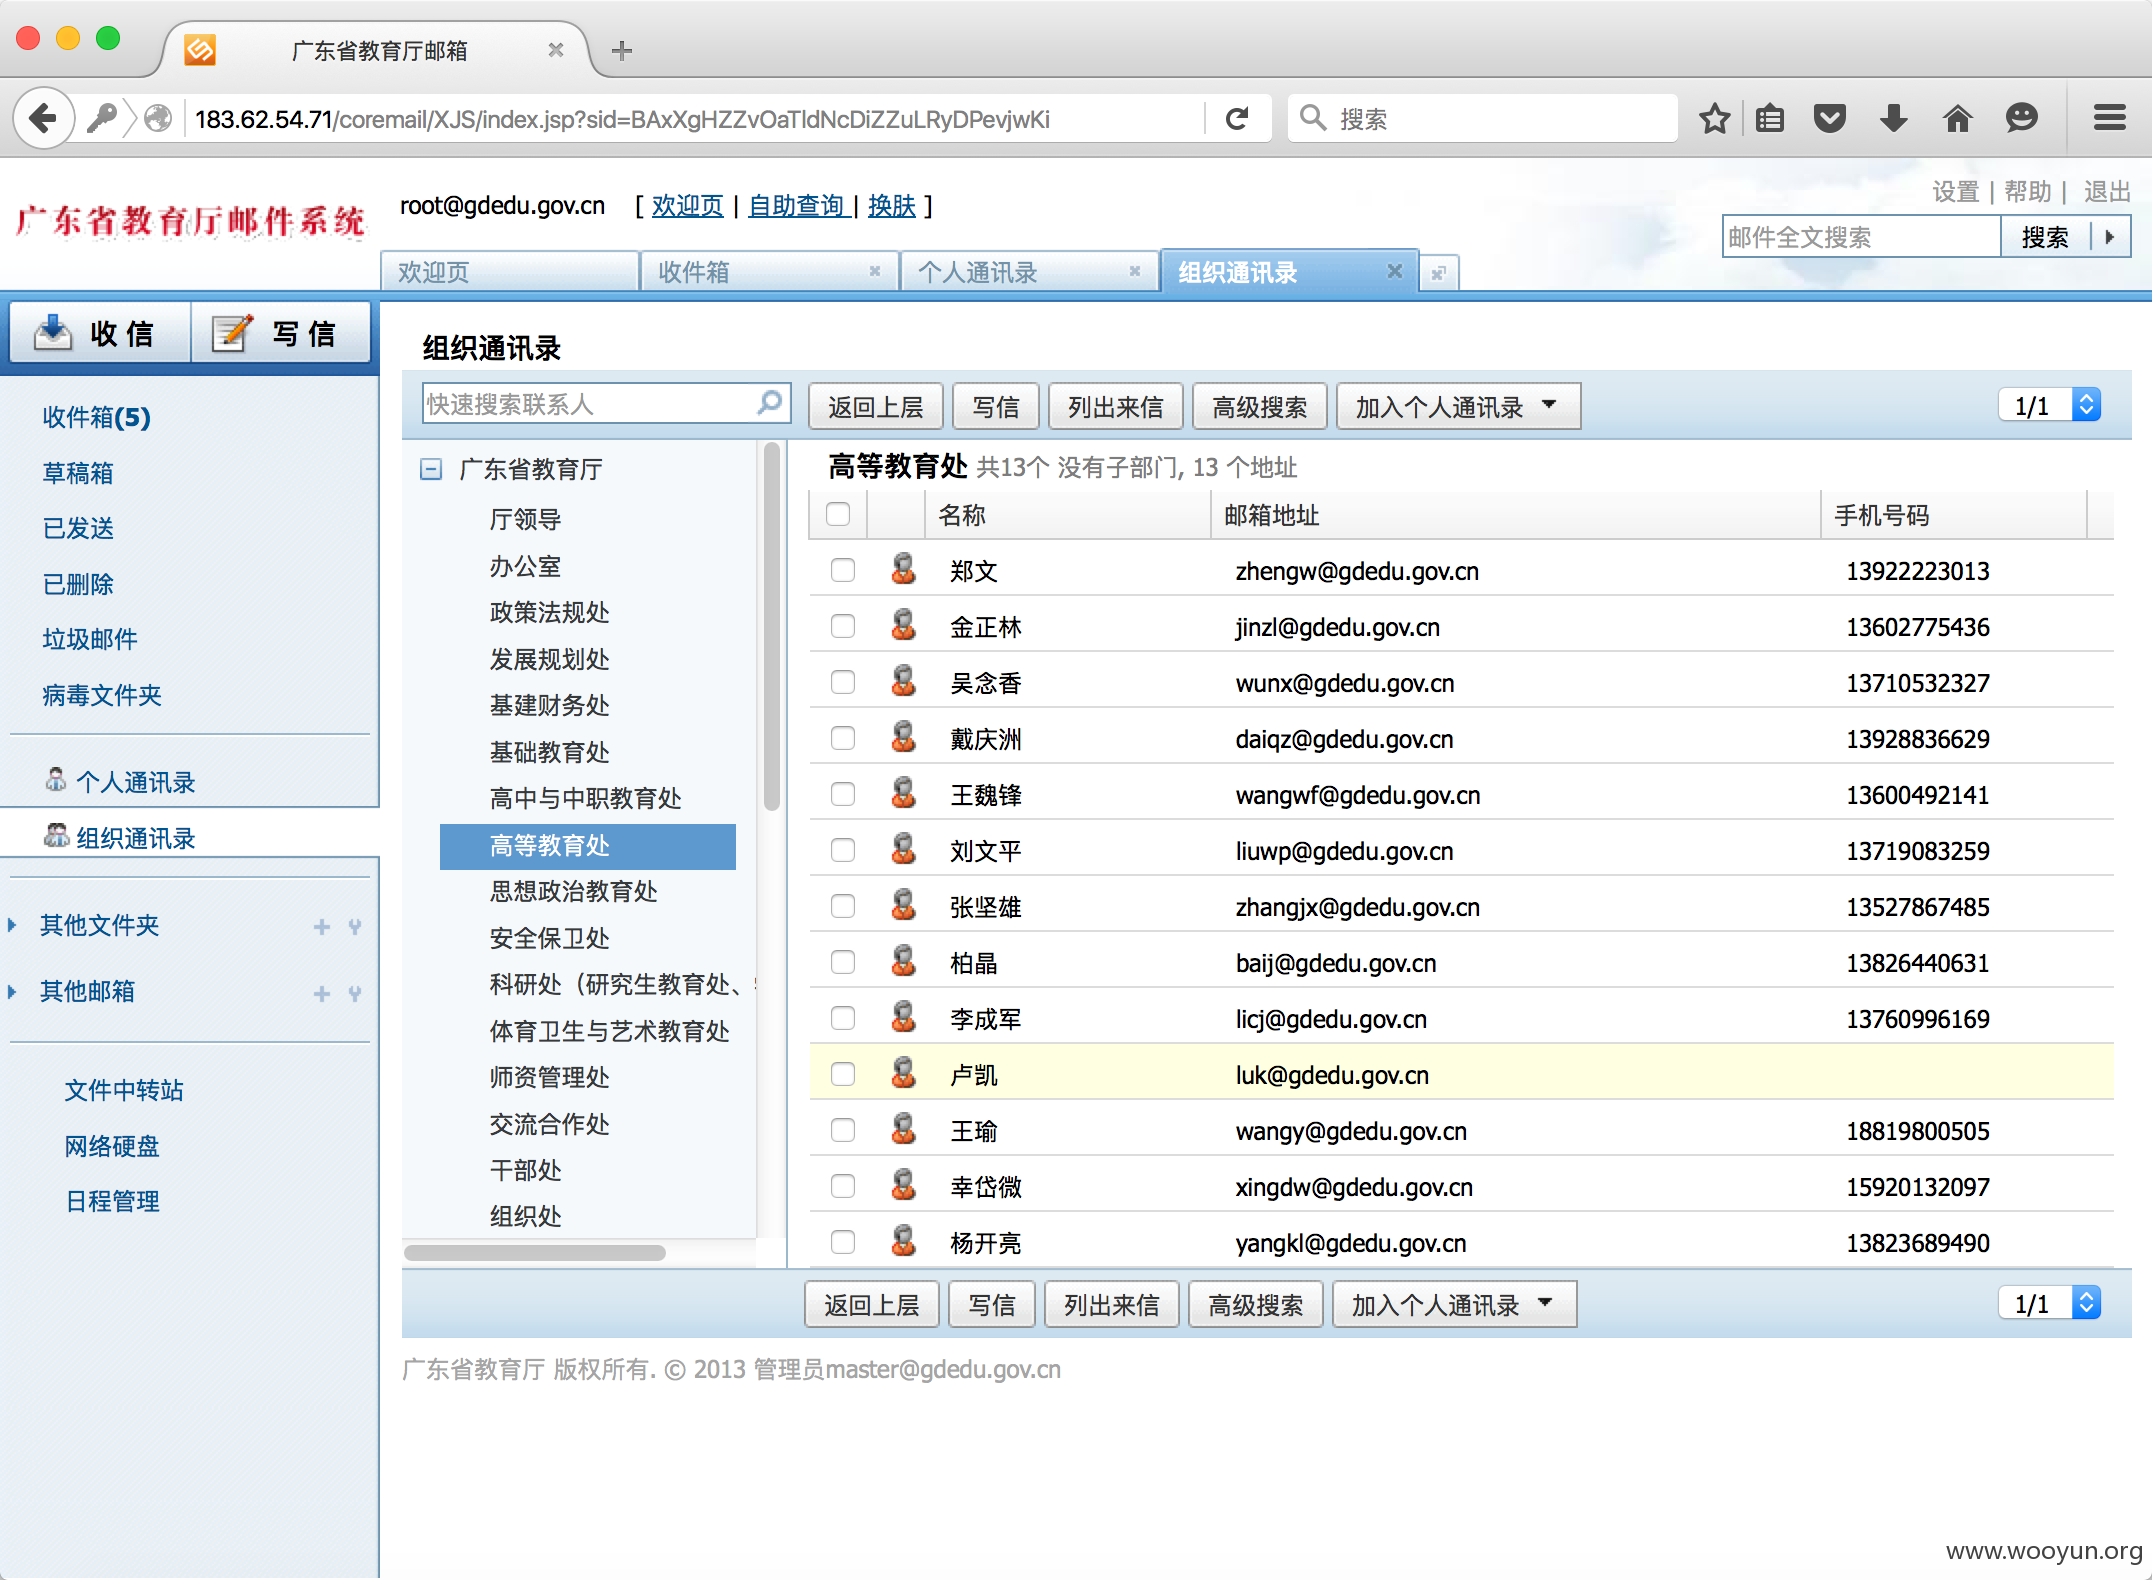 广东省教育厅邮箱
183.62.54.71/coremail/XJS/index.jsp?sid=BAxXgHZZvOaTldNcDiZZuLRyDPevjwKi
搜索
广东省教育厅邮件系统
root@gdedu.gov.cn [ 欢迎页 | 自助查询 | 换肤 ]
设置 | 帮助 | 退出
邮件全文搜索 搜索
欢迎页 收件箱 个人通讯录 组织通讯录
收信 写信
收件箱(5)
草稿箱
已发送
已删除
垃圾邮件
病毒文件夹
个人通讯录
组织通讯录
其他文件夹
其他邮箱
文件中转站
网络硬盘
日程管理
组织通讯录
快速搜索联系人 返回上层 写信 列出来信 高级搜索 加入个人通讯录 1/1
广东省教育厅
厅领导
办公室
政策法规处
发展规划处
基建财务处
基础教育处
高中与中职教育处
高等教育处
思想政治教育处
安全保卫处
科研处（研究生教育处、
体育卫生与艺术教育处
师资管理处
交流合作处
干部处
组织处
高等教育处 共13个 没有子部门, 13 个地址
名称 邮箱地址 手机号码
郑文 zhengw@gdedu.gov.cn 13922223013
金正林 jinzl@gdedu.gov.cn 13602775436
吴念香 wunx@gdedu.gov.cn 13710532327
戴庆洲 daiqz@gdedu.gov.cn 13928836629
王魏锋 wangwf@gdedu.gov.cn 13600492141
刘文平 liuwp@gdedu.gov.cn 13719083259
张坚雄 zhangjx@gdedu.gov.cn 13527867485
柏晶 baij@gdedu.gov.cn 13826440631
李成军 licj@gdedu.gov.cn 13760996169
卢凯 luk@gdedu.gov.cn
王瑜 wangy@gdedu.gov.cn 18819800505
幸岱微 xingdw@gdedu.gov.cn 15920132097
杨开亮 yangkl@gdedu.gov.cn 13823689490
返回上层 写信 列出来信 高级搜索 加入个人通讯录 1/1
广东省教育厅 版权所有. © 2013 管理员master@gdedu.gov.cn
www.wooyun.org